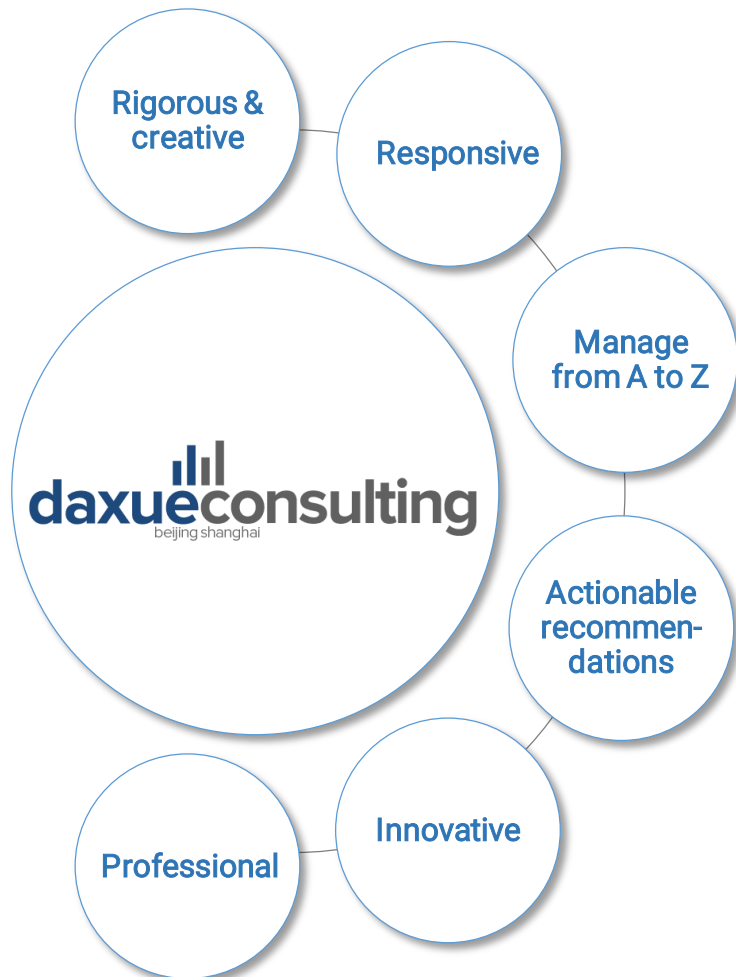 Rigorous &
creative
Responsive
Manage
from A to Z
daxueconsulting
beijing shanghai
Actionable
recommen-
dations
Innovative
Professional